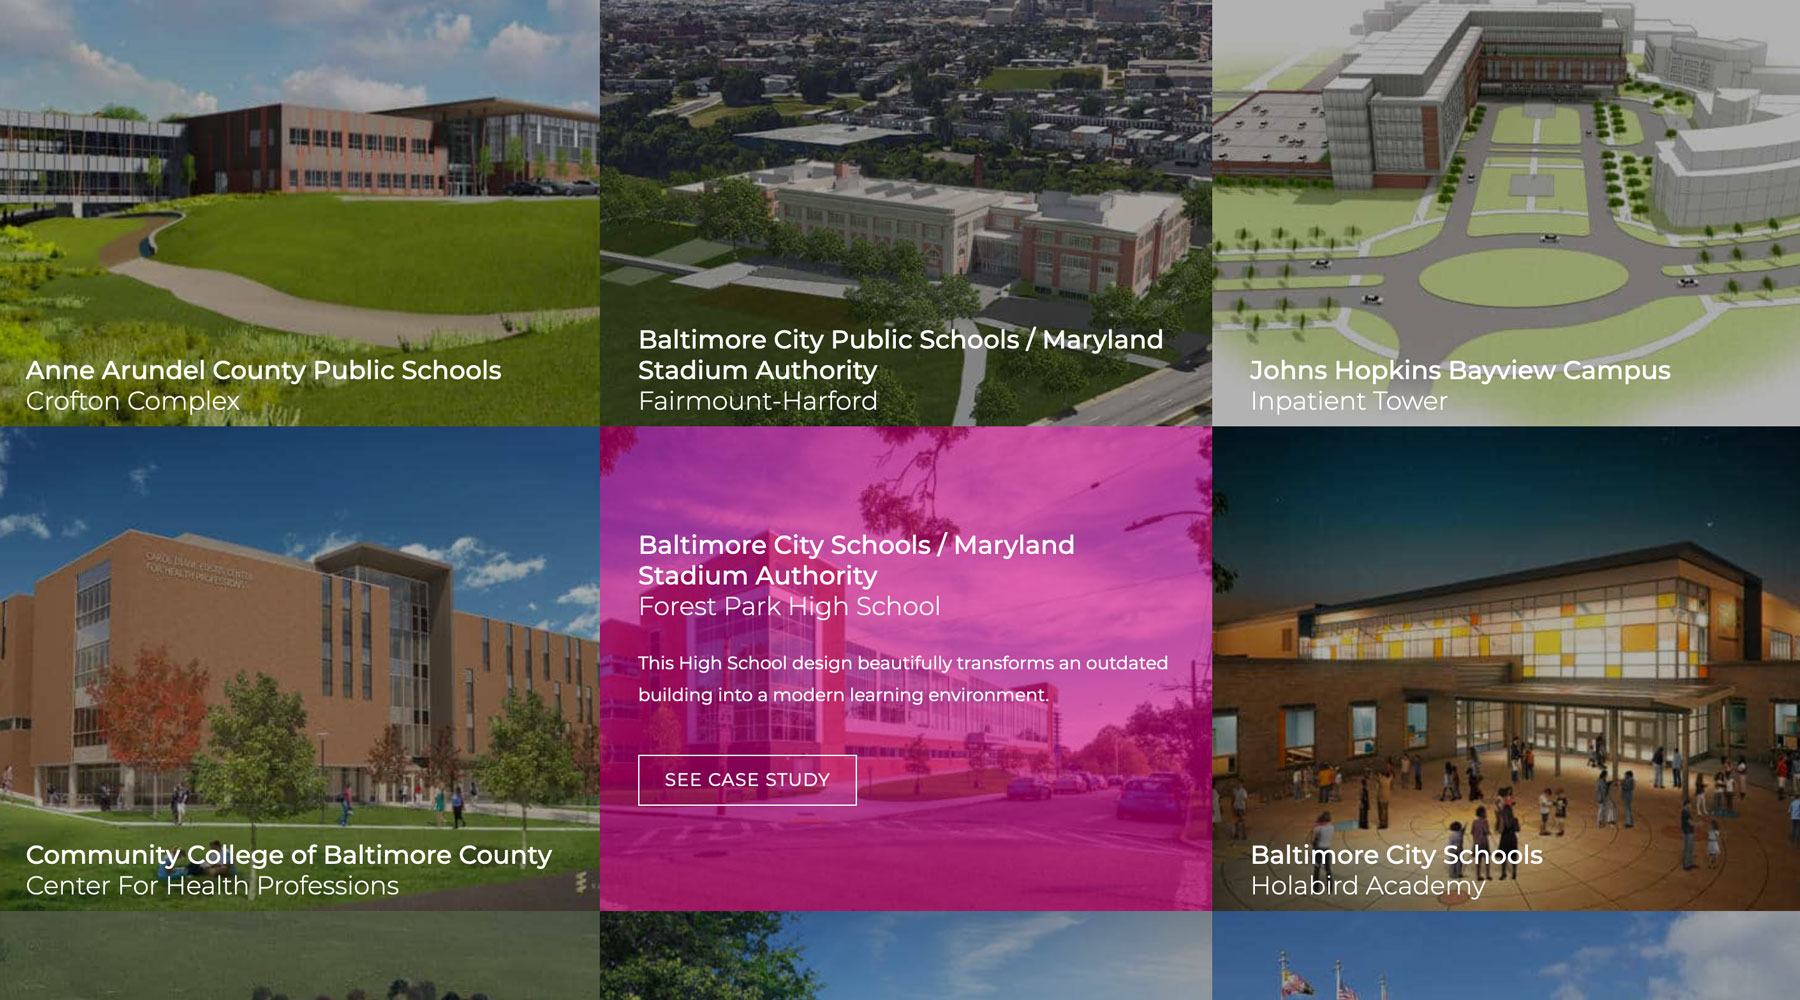 Anne Arundel County Public Schools
Crofton Complex
Baltimore City Public Schools / Maryland
Stadium Authority
Fairmount-Harford
Johns Hopkins Bayview Campus
Inpatient Tower
CAROL DIANE EUSTIS CENTER
FOR HEALTH PROFESSIONS
Community College of Baltimore County
Center For Health Professions
Baltimore City Schools / Maryland
Stadium Authority
Forest Park High School
This High School design beautifully transforms an outdated
building into a modern learning environment.
SEE CASE STUDY
Baltimore City Schools
Holabird Academy